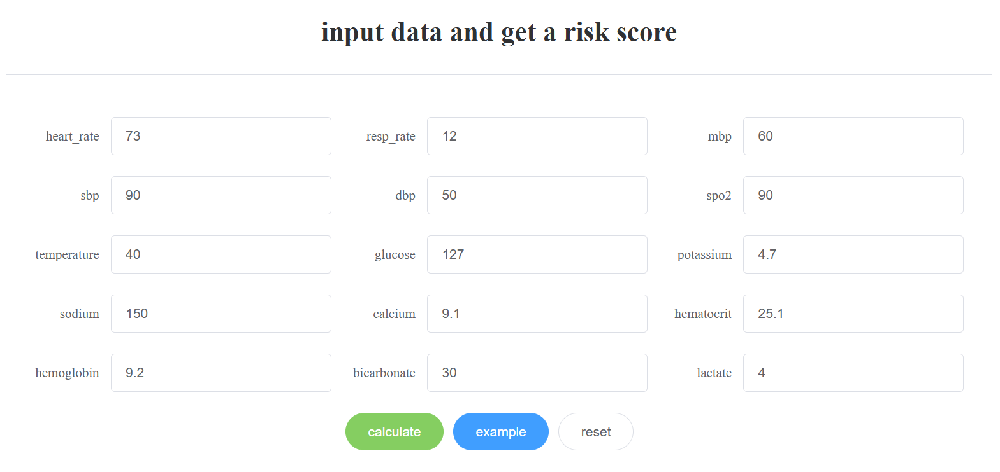 input data and get a risk score
heart_rate 73 resp_rate 12 mbp 60
sbp 90 dbp 50 spo2 90
temperature 40 glucose 127 potassium 4.7
sodium 150 calcium 9.1 hematocrit 25.1
hemoglobin 9.2 bicarbonate 30 lactate 4
calculate example reset